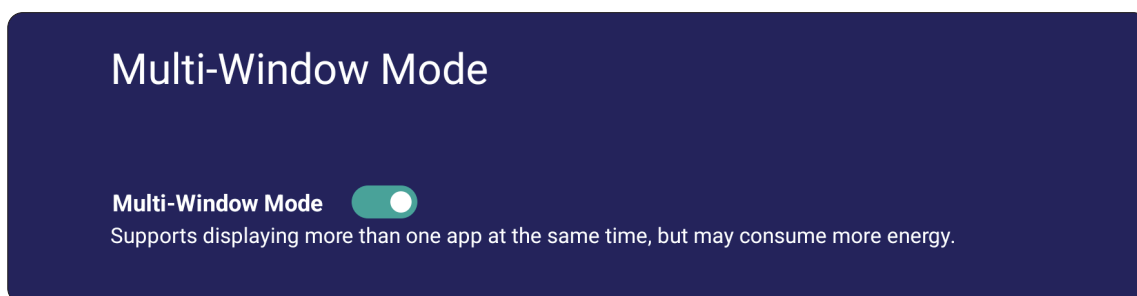 Multi-Window Mode
Multi-Window Mode
Supports displaying more than one app at the same time, but may consume more energy.